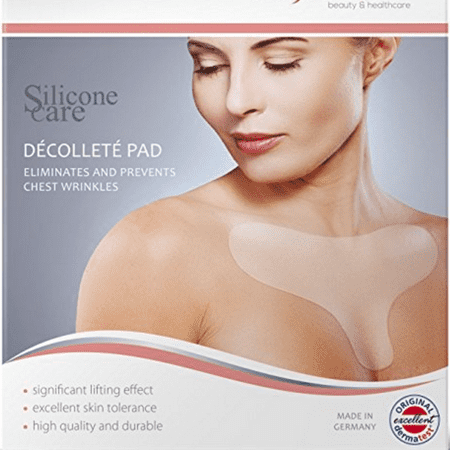 beauty & healthcare
Silicone
care
DÉCOLLETÉ PAD
ELIMINATES AND PREVENTS
CHEST WRINKLES
significant lifting effect
excellent skin tolerance
high quality and durable
MADE IN
GERMANY
ORIGINAL
excellent
dermatest®